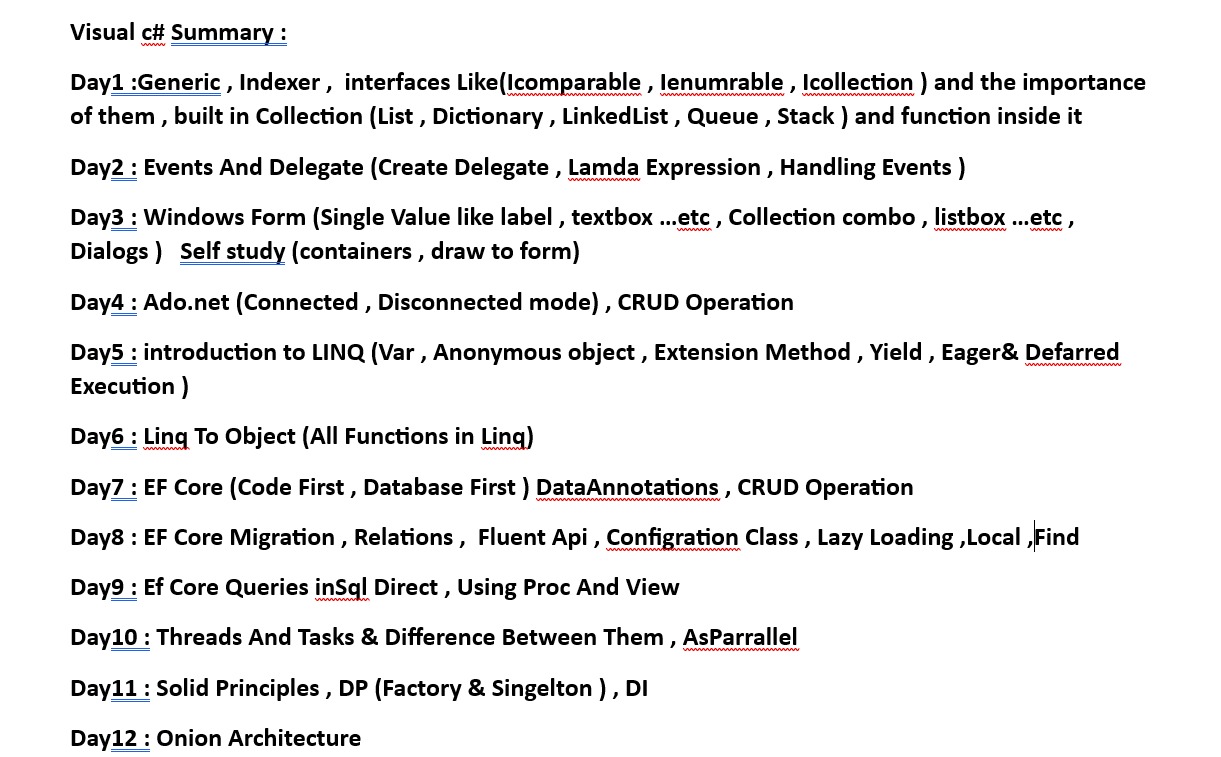 Visual c# Summary :
Day1 :Generic , Indexer ,  interfaces Like(Icomparable , Ienumrable , Icollection ) and the importance
of them , built in Collection (List , Dictionary , LinkedList , Queue , Stack ) and function inside it
Day2 : Events And Delegate (Create Delegate , Lamda Expression , Handling Events )
Day3 : Windows Form (Single Value like label , textbox ...etc , Collection combo , listbox ...etc ,
Dialogs )   Self study (containers , draw to form)
Day4 : Ado.net (Connected , Disconnected mode) , CRUD Operation
Day5 : introduction to LINQ (Var , Anonymous object , Extension Method , Yield , Eager& Defarred
Execution )
Day6 : Linq To Object (All Functions in Linq)
Day7 : EF Core (Code First , Database First ) DataAnnotations , CRUD Operation
Day8 : EF Core Migration , Relations ,  Fluent Api , Configration Class , Lazy Loading ,Local ,Find
Day9 : Ef Core Queries inSql Direct , Using Proc And View
Day10 : Threads And Tasks & Difference Between Them , AsParrallel
Day11 : Solid Principles , DP (Factory & Singelton ) , DI
Day12 : Onion Architecture